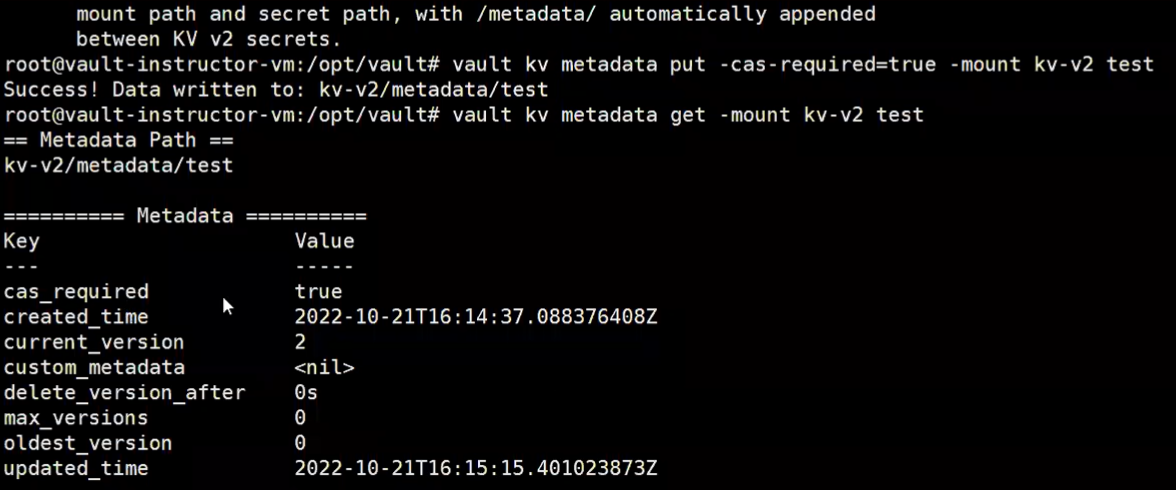 mount path and secret path, with /metadata/ automatically appended
between KV v2 secrets.
root@vault-instructor-vm:/opt/vault# vault kv metadata put -cas-required=true -mount kv-v2 test
Success! Data written to: kv-v2/metadata/test
root@vault-instructor-vm:/opt/vault# vault kv metadata get -mount kv-v2 test
== Metadata Path ==
kv-v2/metadata/test
========== Metadata ==========
Key Value
--- -----
cas_required true
created_time 2022-10-21T16:14:37.088376408Z
current_version 2
custom_metadata <nil>
delete_version_after 0s
max_versions 0
oldest_version 0
updated_time 2022-10-21T16:15:15.401023873Z